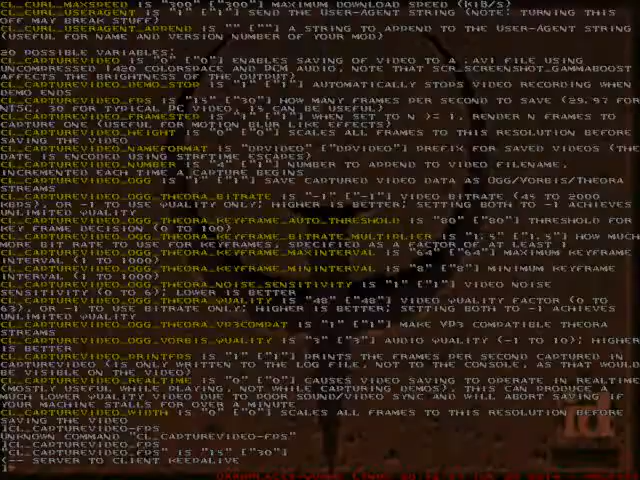 CL_CURL_MAXSPEED IS "300" ["300"] MAXIMUM DOWNLOAD SPEED (KIB/S)
CL_CURL_USERAGENT IS "1" ["1"] SEND THE USER-AGENT STRING (NOTE: TURNING THIS
OFF MAY BREAK STUFF)
CL_CURL_USERAGENT_APPEND IS "" [""] A STRING TO APPEND TO THE USER-AGENT STRING
(USEFUL FOR NAME AND VERSION NUMBER OF YOUR MOD)
20 POSSIBLE VARIABLES:
CL_CAPTUREVIDEO IS "0" ["0"] ENABLES SAVING OF VIDEO TO A .AVI FILE USING
UNCOMPRESSED I420 COLORSPACE AND PCM AUDIO, NOTE THAT SCR_SCREENSHOT_GAMMABOOST
AFFECTS THE BRIGHTNESS OF THE OUTPUT)
CL_CAPTUREVIDEO_DEMO_STOP IS "1" ["1"] AUTOMATICALLY STOPS VIDEO RECORDING WHEN
DEMO ENDS
CL_CAPTUREVIDEO_FPS IS "15" ["30"] HOW MANY FRAMES PER SECOND TO SAVE (29.97 FOR
NTSC, 30 FOR TYPICAL PC VIDEO, 15 CAN BE USEFUL)
CL_CAPTUREVIDEO_FRAMESTEP IS "1" ["1"] WHEN SET TO N >= 1, RENDER N FRAMES TO
CAPTURE ONE (USEFUL FOR MOTION BLUR LIKE EFFECTS)
CL_CAPTUREVIDEO_HEIGHT IS "0" ["0"] SCALES ALL FRAMES TO THIS RESOLUTION BEFORE
SAVING THE VIDEO
CL_CAPTUREVIDEO_NAMEFORMAT IS "DPVIDEO" ["DPVIDEO"] PREFIX FOR SAVED VIDEOS (THE
DATE IS ENCODED USING STRFTIME ESCAPES)
CL_CAPTUREVIDEO_NUMBER IS "4" ["1"] NUMBER TO APPEND TO VIDEO FILENAME,
INCREMENTED EACH TIME A CAPTURE BEGINS
CL_CAPTUREVIDEO_OGG IS "1" ["1"] SAVE CAPTURED VIDEO DATA AS OGG/VORBIS/THEORA
STREAMS
CL_CAPTUREVIDEO_OGG_THEORA_BITRATE IS "-1" ["-1"] VIDEO BITRATE (45 TO 2000
KBPS), OR -1 TO USE QUALITY ONLY; HIGHER IS BETTER; SETTING BOTH TO -1 ACHIEVES
UNLIMITED QUALITY
CL_CAPTUREVIDEO_OGG_THEORA_KEYFRAME_AUTO_THRESHOLD IS "80" ["80"] THRESHOLD FOR
KEY FRAME DECISION (0 TO 100)
CL_CAPTUREVIDEO_OGG_THEORA_KEYFRAME_BITRATE_MULTIPLIER IS "1.5" ["1.5"] HOW MUCH
MORE BIT RATE TO USE FOR KEYFRAMES, SPECIFIED AS A FACTOR OF AT LEAST 1
CL_CAPTUREVIDEO_OGG_THEORA_KEYFRAME_MAXINTERVAL IS "64" ["64"] MAXIMUM KEYFRAME
INTERVAL (1 TO 1000)
CL_CAPTUREVIDEO_OGG_THEORA_KEYFRAME_MININTERVAL IS "8" ["8"] MINIMUM KEYFRAME
INTERVAL (1 TO 1000)
CL_CAPTUREVIDEO_OGG_THEORA_NOISE_SENSITIVITY IS "1" ["1"] VIDEO NOISE
SENSITIVITY (0 TO 6); LOWER IS BETTER
CL_CAPTUREVIDEO_OGG_THEORA_QUALITY IS "48" ["48"] VIDEO QUALITY FACTOR (0 TO
63), OR -1 TO USE BITRATE ONLY; HIGHER IS BETTER; SETTING BOTH TO -1 ACHIEVES
UNLIMITED QUALITY
CL_CAPTUREVIDEO_OGG_THEORA_VP3COMPAT IS "1" ["1"] MAKE VP3 COMPATIBLE THEORA
STREAMS
CL_CAPTUREVIDEO_OGG_VORBIS_QUALITY IS "3" ["3"] AUDIO QUALITY (-1 TO 10); HIGHER
IS BETTER
CL_CAPTUREVIDEO_PRINTFPS IS "1" ["1"] PRINTS THE FRAMES PER SECOND CAPTURED IN
CAPTUREVIDEO (IS ONLY WRITTEN TO THE LOG FILE, NOT TO THE CONSOLE, AS THAT WOULD
BE VISIBLE ON THE VIDEO)
CL_CAPTUREVIDEO_REALTIME IS "0" ["0"] CAUSES VIDEO SAVING TO OPERATE IN REALTIME
(MOSTLY USEFUL WHILE PLAYING, NOT WHILE CAPTURING DEMOS), THIS CAN PRODUCE A
MUCH LOWER QUALITY VIDEO DUE TO POOR SOUND/VIDEO SYNC AND WILL ABORT SAVING IF
YOUR MACHINE STALLS FOR OVER A MINUTE
CL_CAPTUREVIDEO_WIDTH IS "0" ["0"] SCALES ALL FRAMES TO THIS RESOLUTION BEFORE
SAVING THE VIDEO
]CL_CAPTUREVIDEO-FPS
UNKNOWN COMMAND "CL_CAPTUREVIDEO-FPS"
]CL_CAPTUREVIDEO_FPS
CL_CAPTUREVIDEO_FPS IS "15" ["30"]
<-- SERVER TO CLIENT KEEPALIVE
]
id